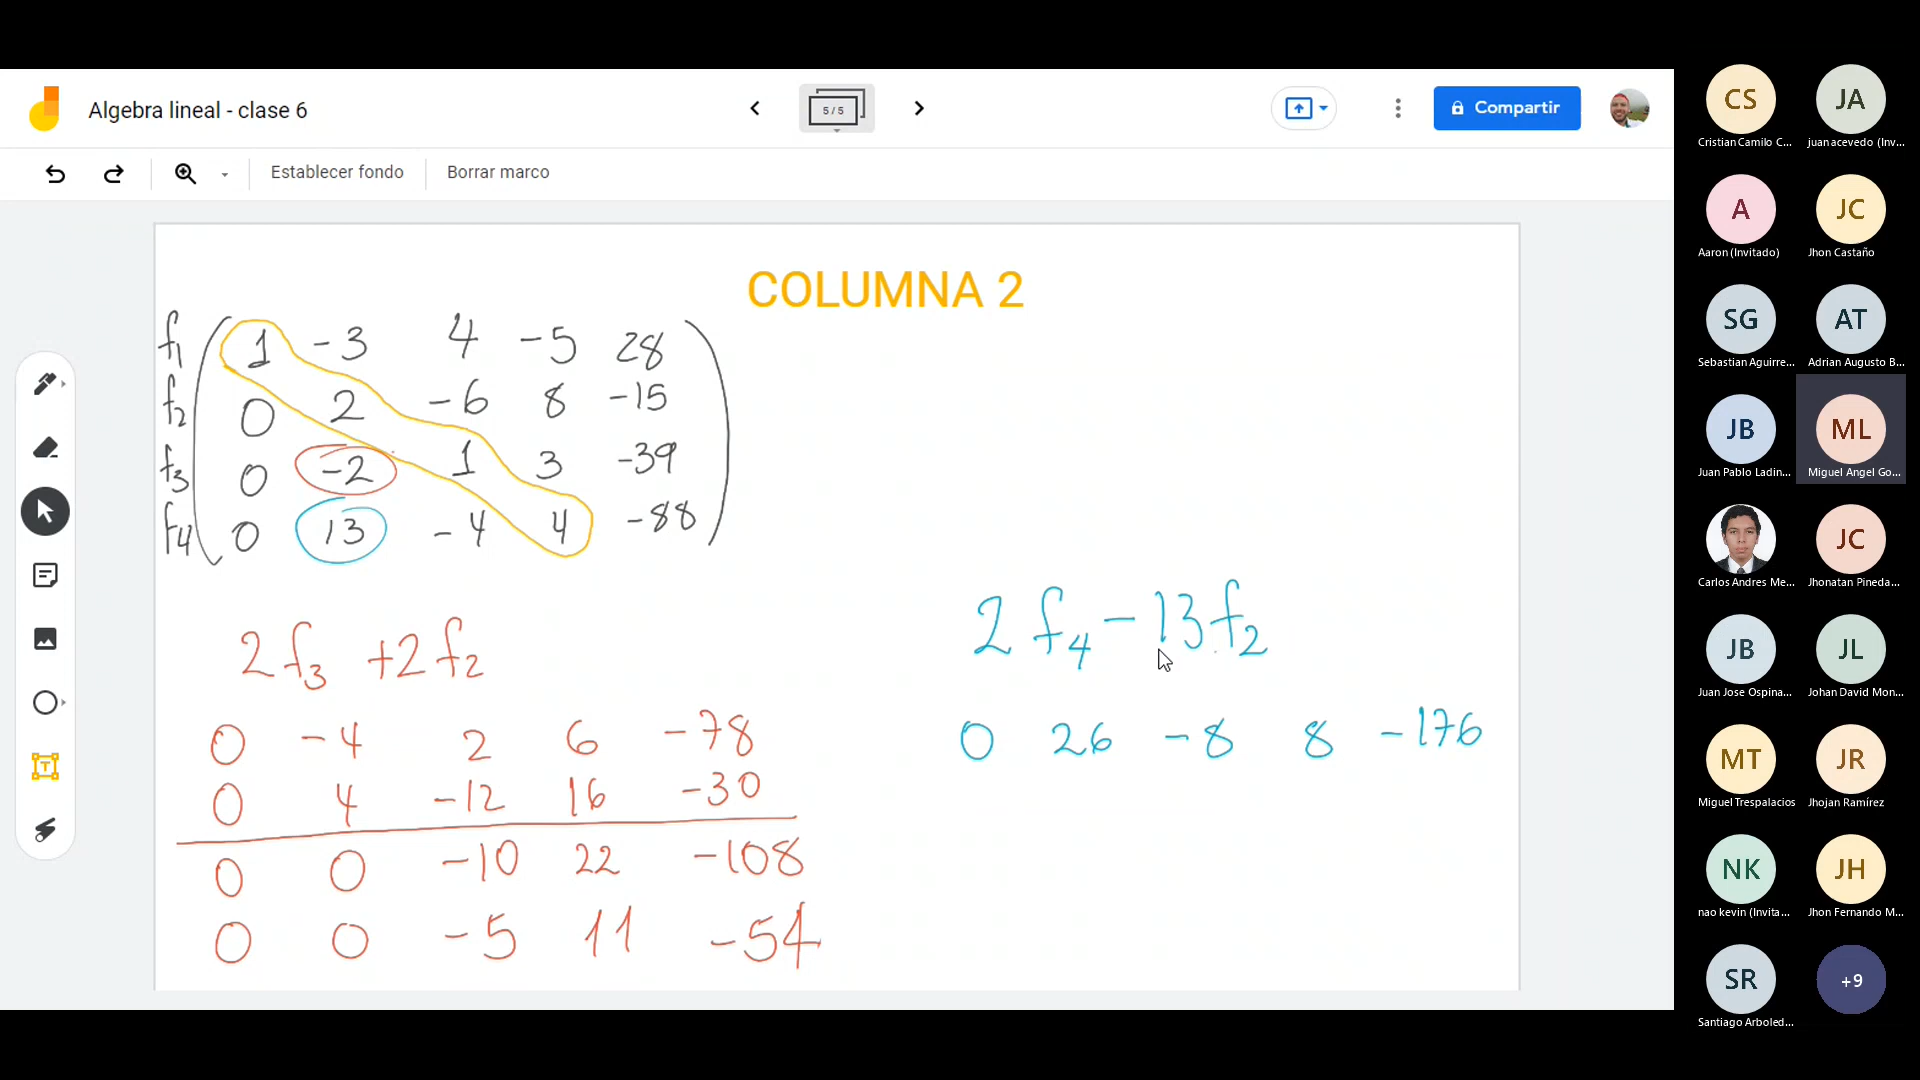 Algebra lineal - clase 6
5 / 5
Compartir
Establecer fondo
Borrar marco
COLUMNA 2
f1 1 -3 4 -5 28
f2 0 2 -6 8 -15
f3 0 -2 1 3 -39
f4 0 13 -4 4 -88
2f3 +2f2
0 -4 2 6 -78
0 4 -12 16 -30
0 0 -10 22 -108
0 0 -5 11 -54
2f4 - 13f2
0 26 -8 8 -176
CS JA
Cristian Camilo C... juan acevedo (Inv...
A JC
Aaron (Invitado) Jhon Castaño
SG AT
Sebastian Aguirre... Adrian Augusto B...
JB ML
Juan Pablo Ladin... Miguel Angel Go...
JC
Carlos Andres Me... Jhonatan Pineda...
JB JL
Juan Jose Ospina... Johan David Mon...
MT JR
Miguel Trespalacios Jhojan Ramírez
NK JH
nao kevin (Invita... Jhon Fernando M...
SR +9
Santiago Arboled...